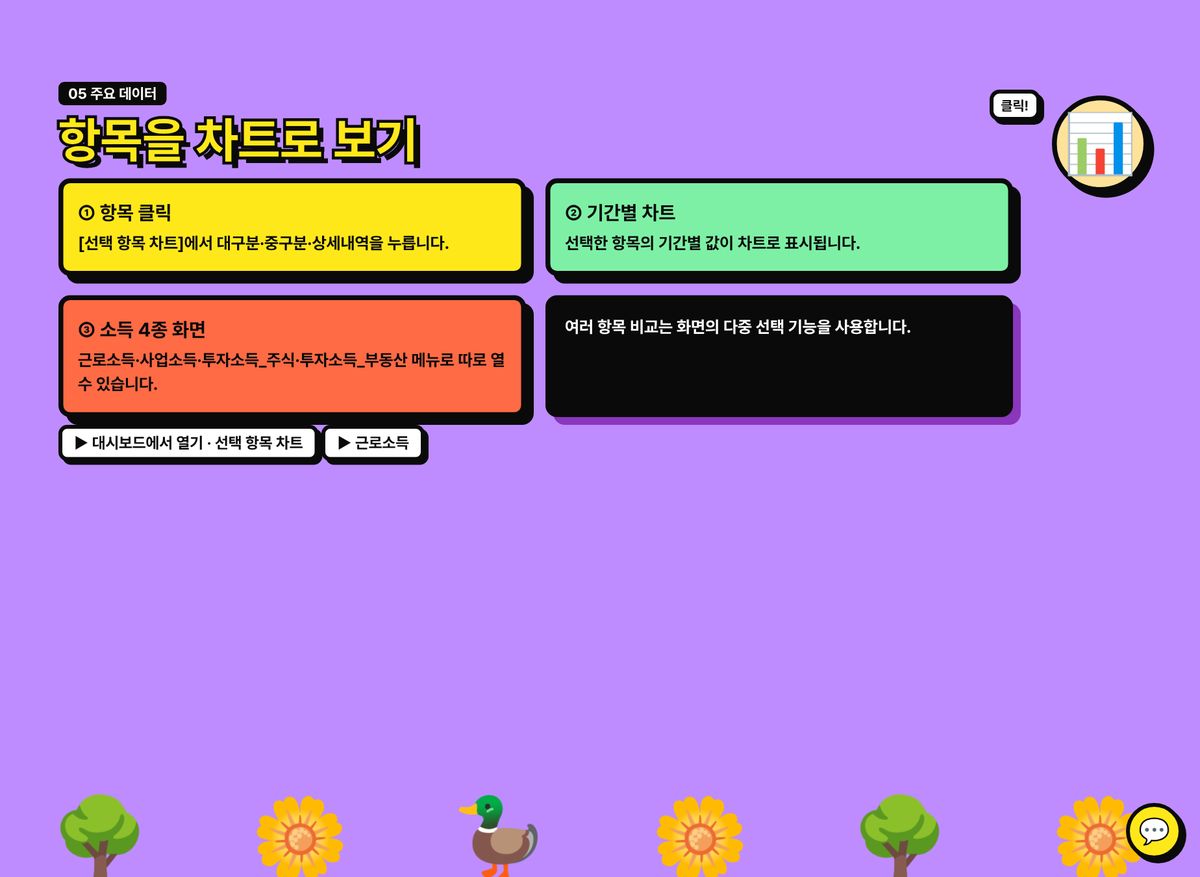 05 주요 데이터
항목을 차트로 보기
클릭!
① 항목 클릭
[선택 항목 차트]에서 대구분·중구분·상세내역을 누릅니다.
② 기간별 차트
선택한 항목의 기간별 값이 차트로 표시됩니다.
③ 소득 4종 화면
근로소득·사업소득·투자소득_주식·투자소득_부동산 메뉴로 따로 열
수 있습니다.
여러 항목 비교는 화면의 다중 선택 기능을 사용합니다.
▶ 대시보드에서 열기 · 선택 항목 차트
▶ 근로소득